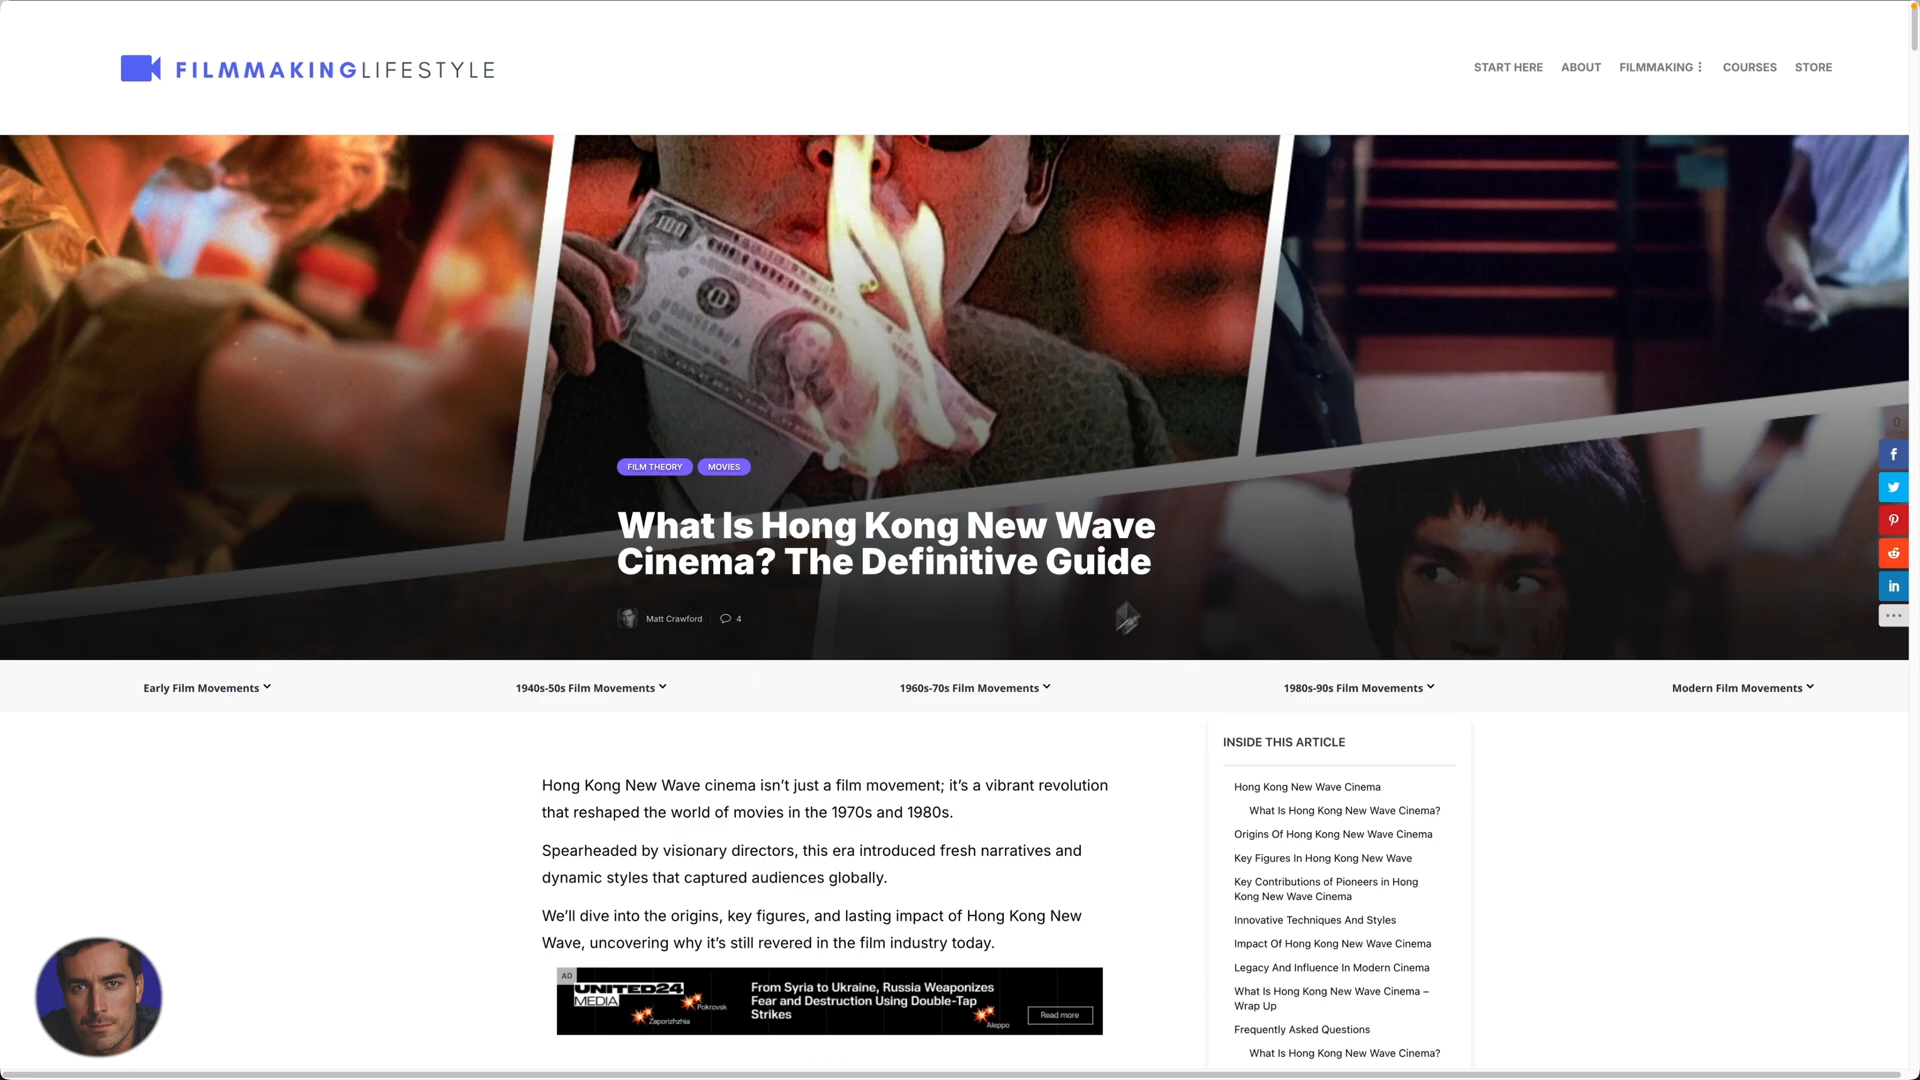 FILMMAKINGLIFESTYLE
START HERE
ABOUT
FILMMAKING
COURSES
STORE
100
FILM THEORY
MOVIES
What Is Hong Kong New Wave
Cinema? The Definitive Guide
Matt Crawford
4
0
Early Film Movements
1940s-50s Film Movements
1960s-70s Film Movements
1980s-90s Film Movements
Modern Film Movements
Hong Kong New Wave cinema isn’t just a film movement; it’s a vibrant revolution
that reshaped the world of movies in the 1970s and 1980s.
Spearheaded by visionary directors, this era introduced fresh narratives and
dynamic styles that captured audiences globally.
We’ll dive into the origins, key figures, and lasting impact of Hong Kong New
Wave, uncovering why it’s still revered in the film industry today.
AD
UNITED24
MEDIA
Pokrovsk
Zaporizhzhia
From Syria to Ukraine, Russia Weaponizes
Fear and Destruction Using Double-Tap
Strikes
Aleppo
Read more
INSIDE THIS ARTICLE
Hong Kong New Wave Cinema
What Is Hong Kong New Wave Cinema?
Origins Of Hong Kong New Wave Cinema
Key Figures In Hong Kong New Wave
Key Contributions of Pioneers in Hong
Kong New Wave Cinema
Innovative Techniques And Styles
Impact Of Hong Kong New Wave Cinema
Legacy And Influence In Modern Cinema
What Is Hong Kong New Wave Cinema –
Wrap Up
Frequently Asked Questions
What Is Hong Kong New Wave Cinema?